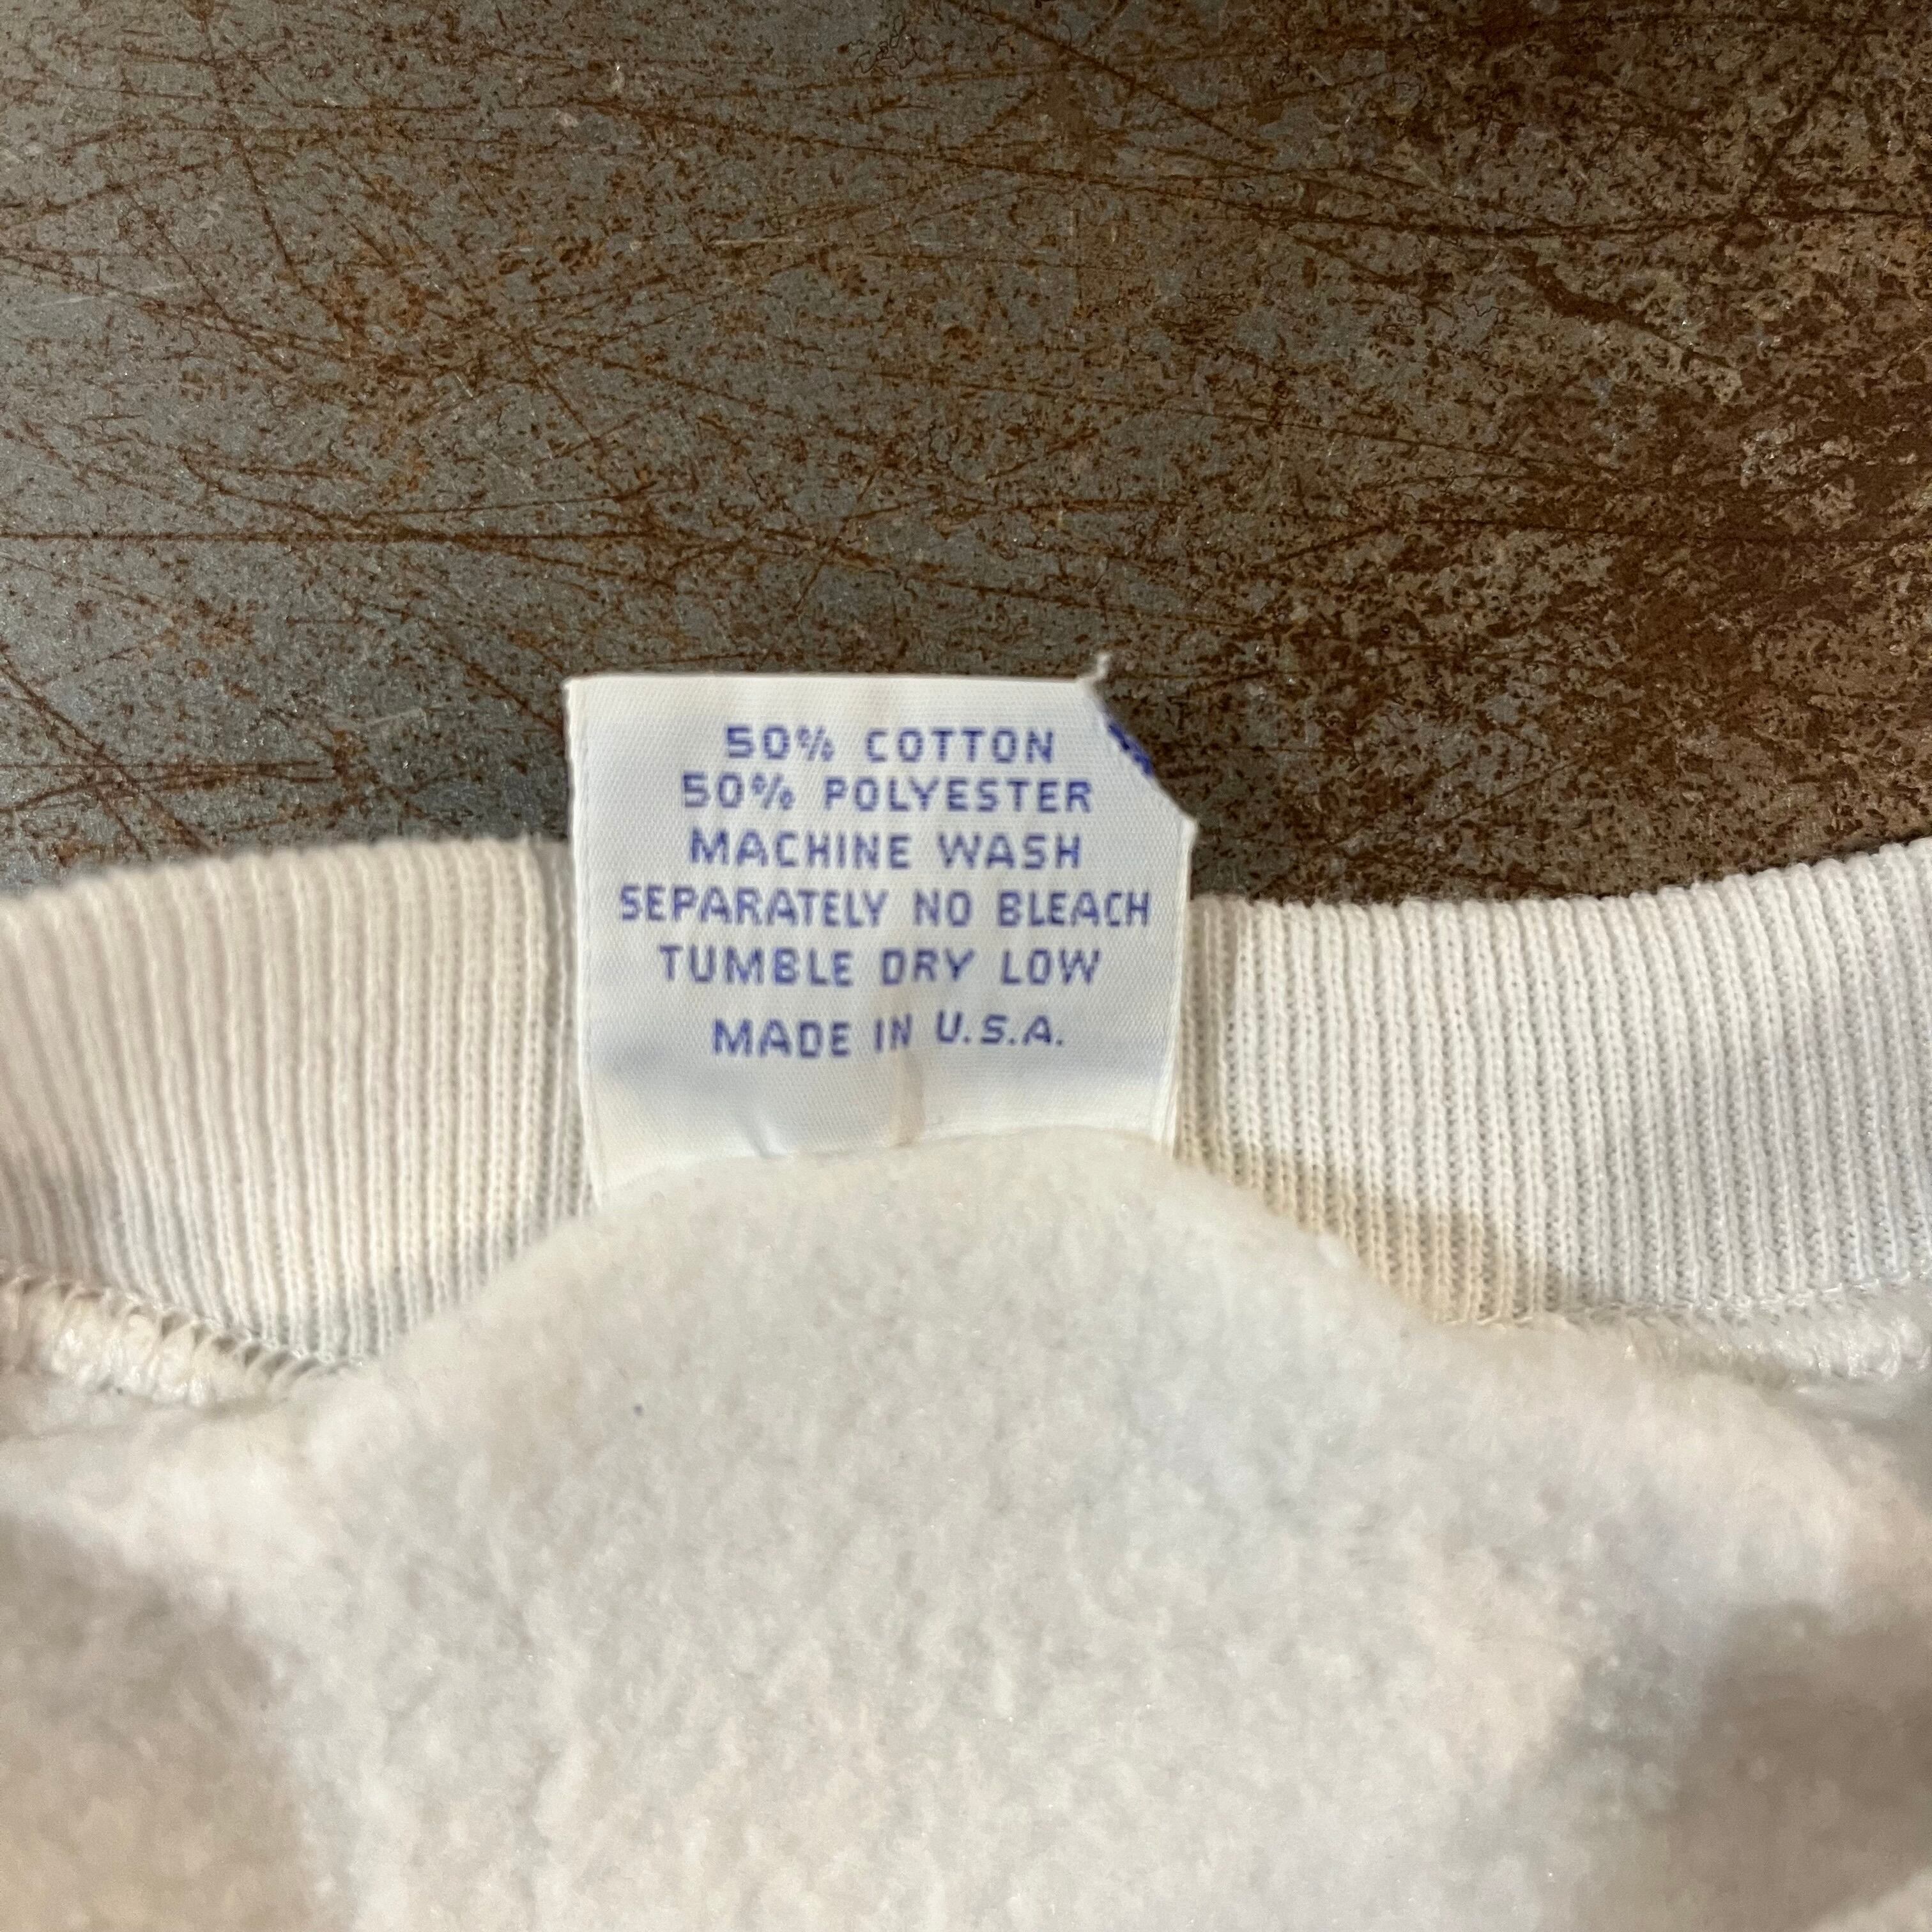 50% COTTON
50% POLYESTER
MACHINE WASH
SEPARATELY NO BLEACH
TUMBLE DRY LOW
MADE IN U.S.A.